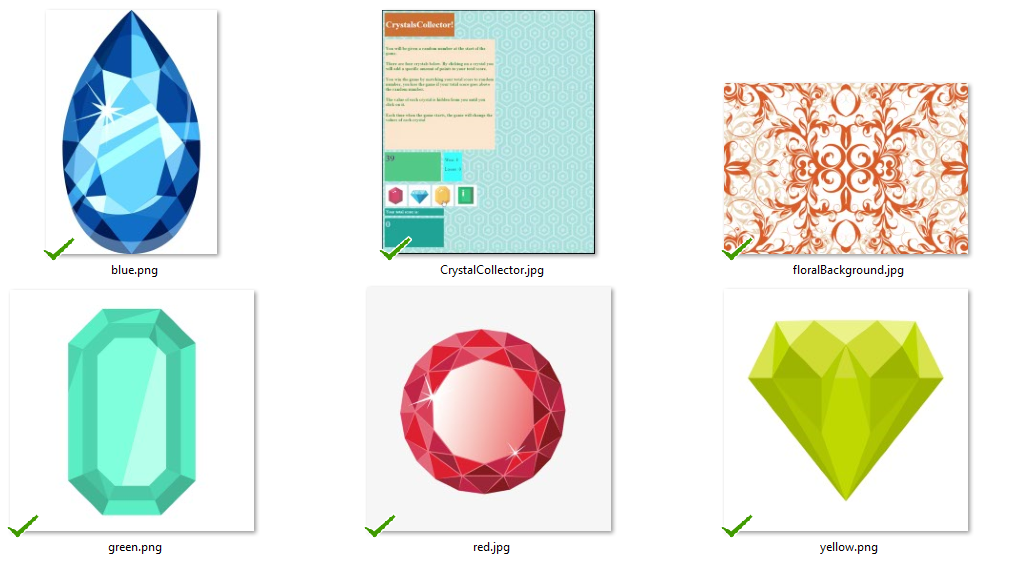 CrystalsCollector!
You will be given a random number at the start of the
game.
There are four crystals below. By clicking on a crystal you
will add a specific amount of points to your total score.
You win the game by matching your total score to random
number, you lose the game if your total score goes above
the random number.
The value of each crystal is hidden from you until you
click on it.
Each time when the game starts, the game will change the
values of each crystal
39
Your total score is:
0
blue.png
CrystalCollector.jpg
floralBackground.jpg
green.png
red.jpg
yellow.png